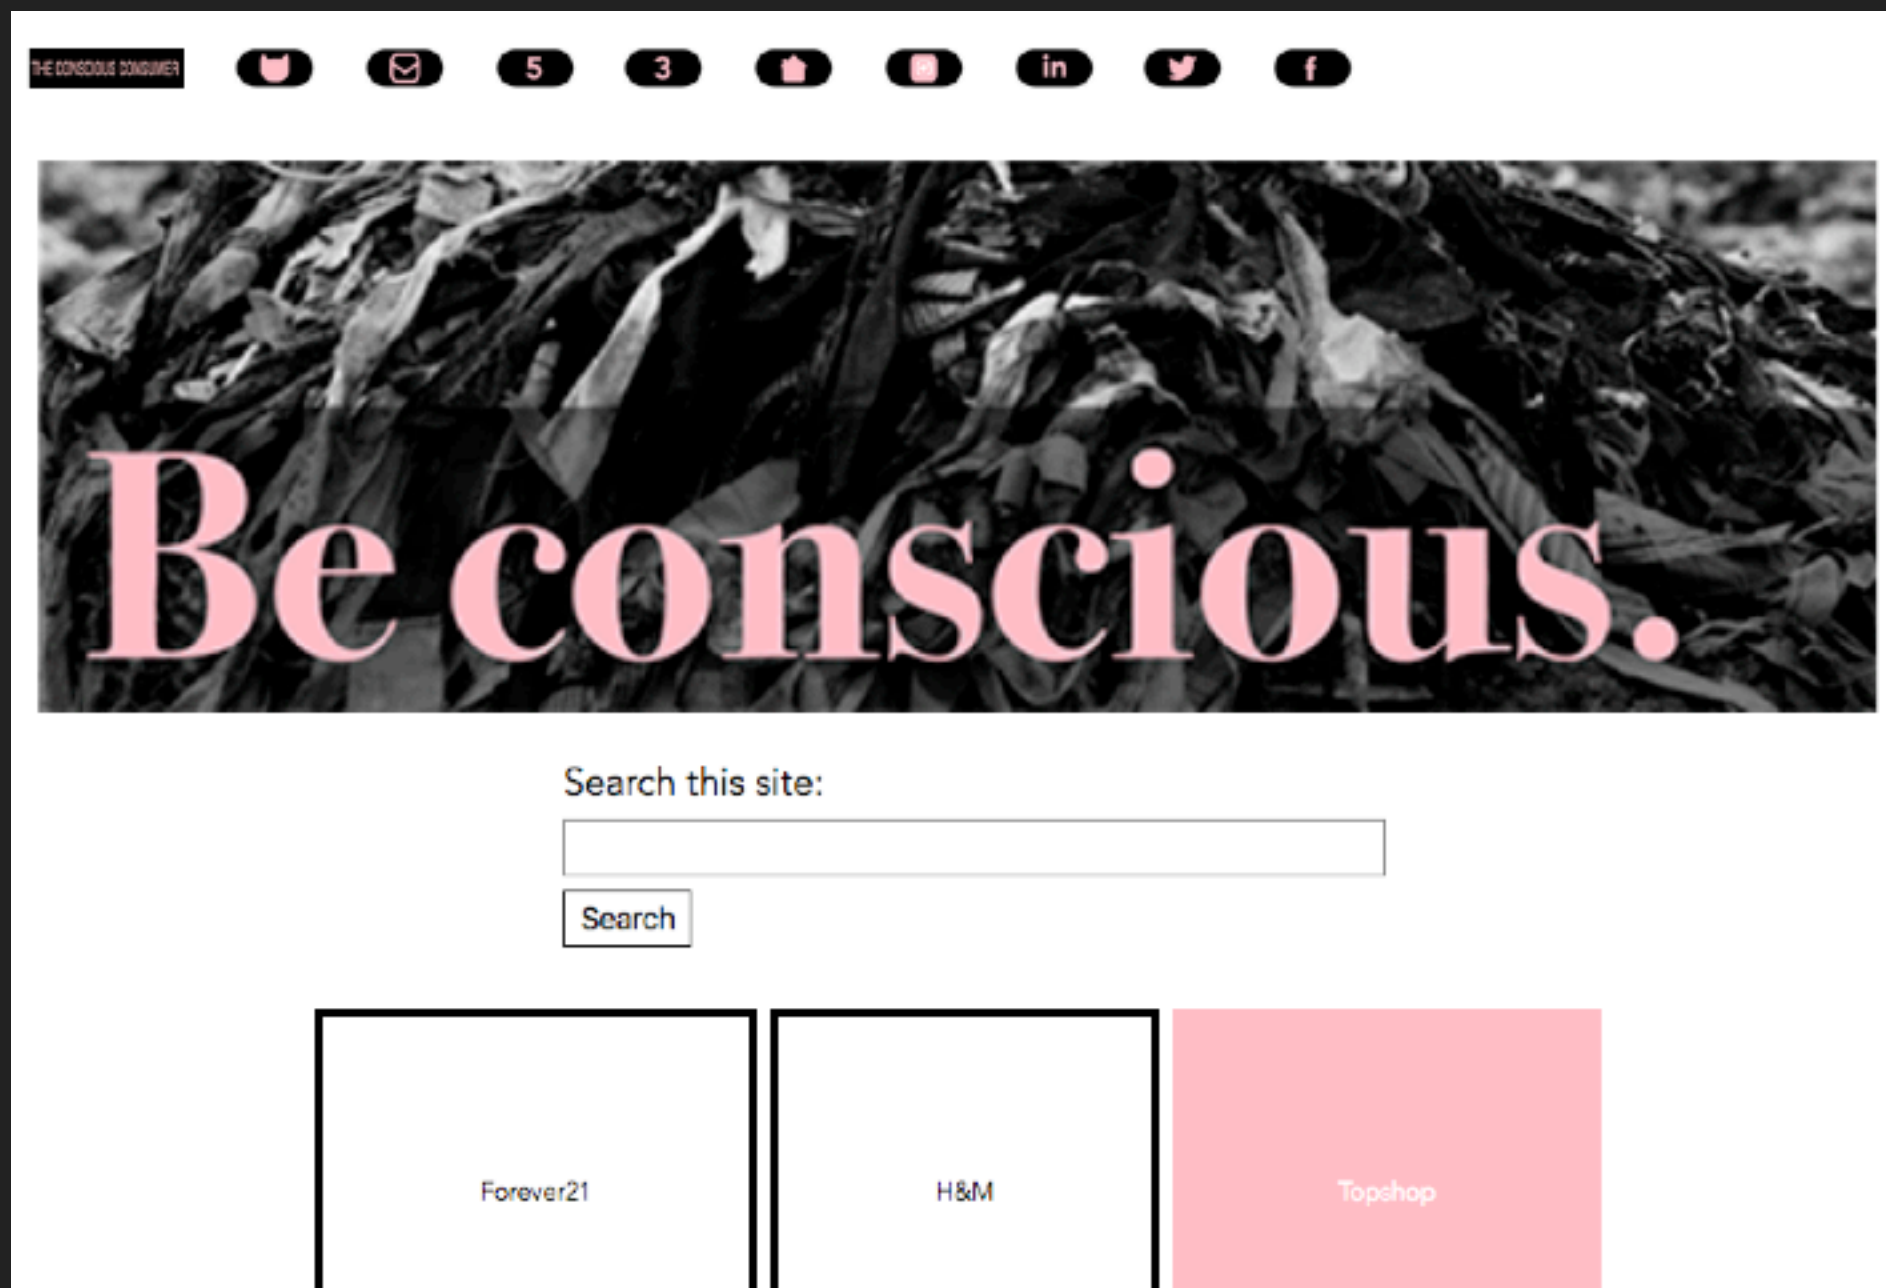 THE CONSCIOUS CONSUMER
5
3
in
f
Be conscious.
Search this site:
Search
Forever21
H&M
Topshop